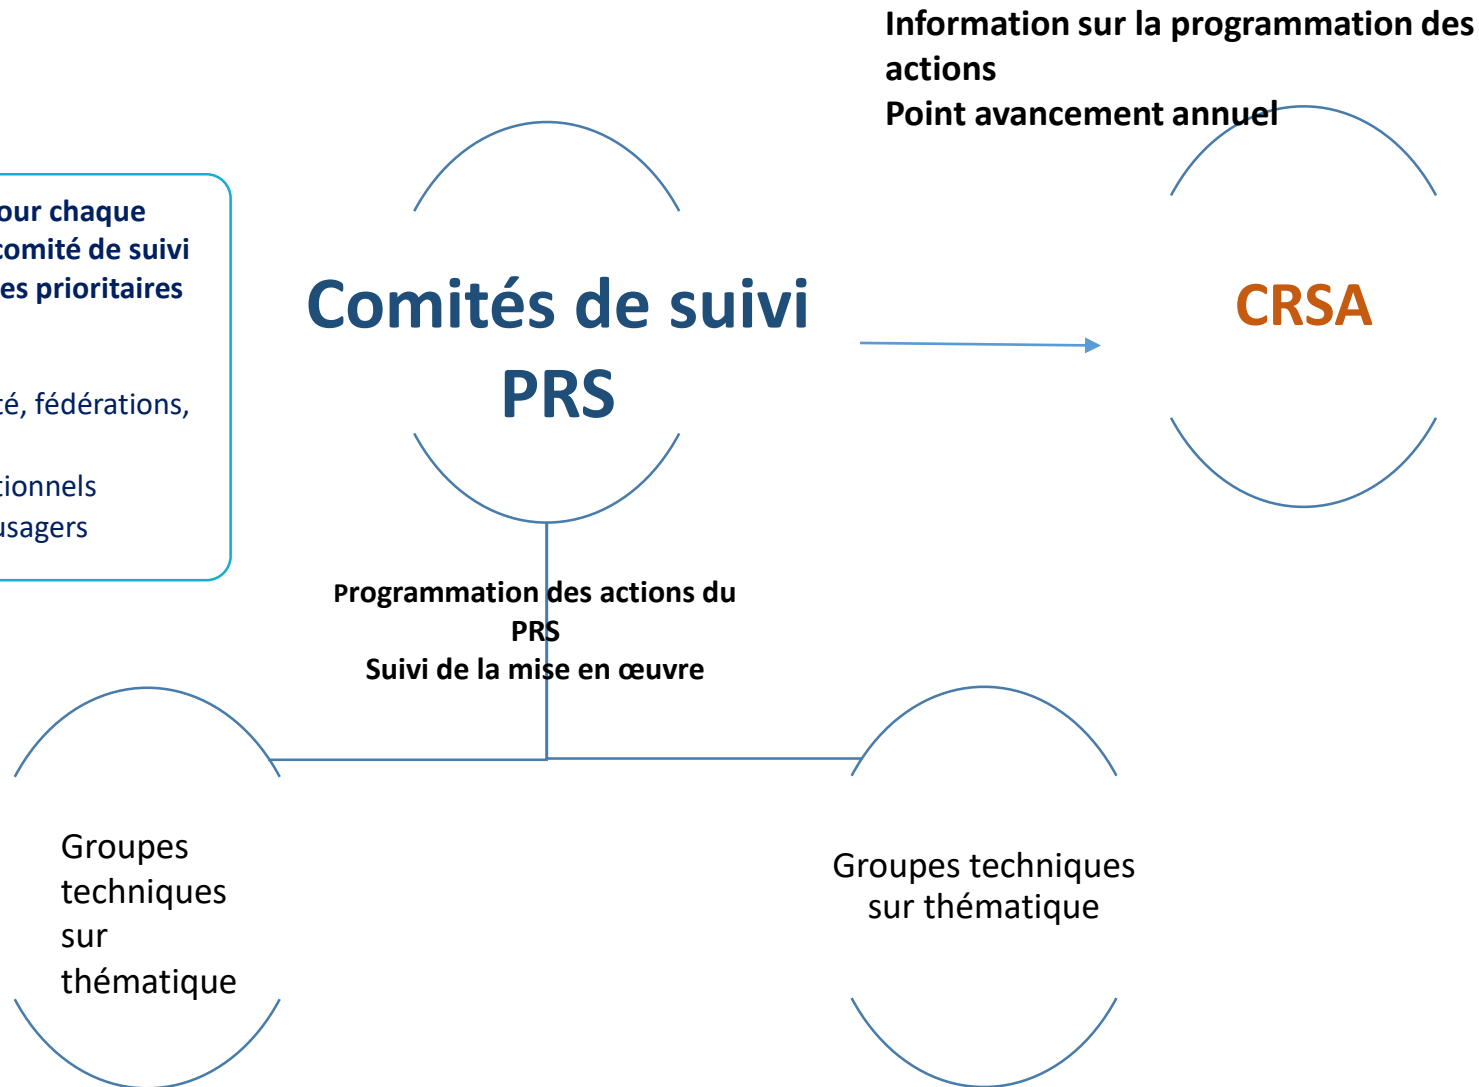 Information sur la programmation des
actions
Point avancement annuel
our chaque
comité de suivi
es prioritaires
té, fédérations,
tionnels
usagers
Comités de suivi
PRS
CRSA
Programmation des actions du
PRS
Suivi de la mise en œuvre
Groupes
techniques
sur
thématique
Groupes techniques
sur thématique